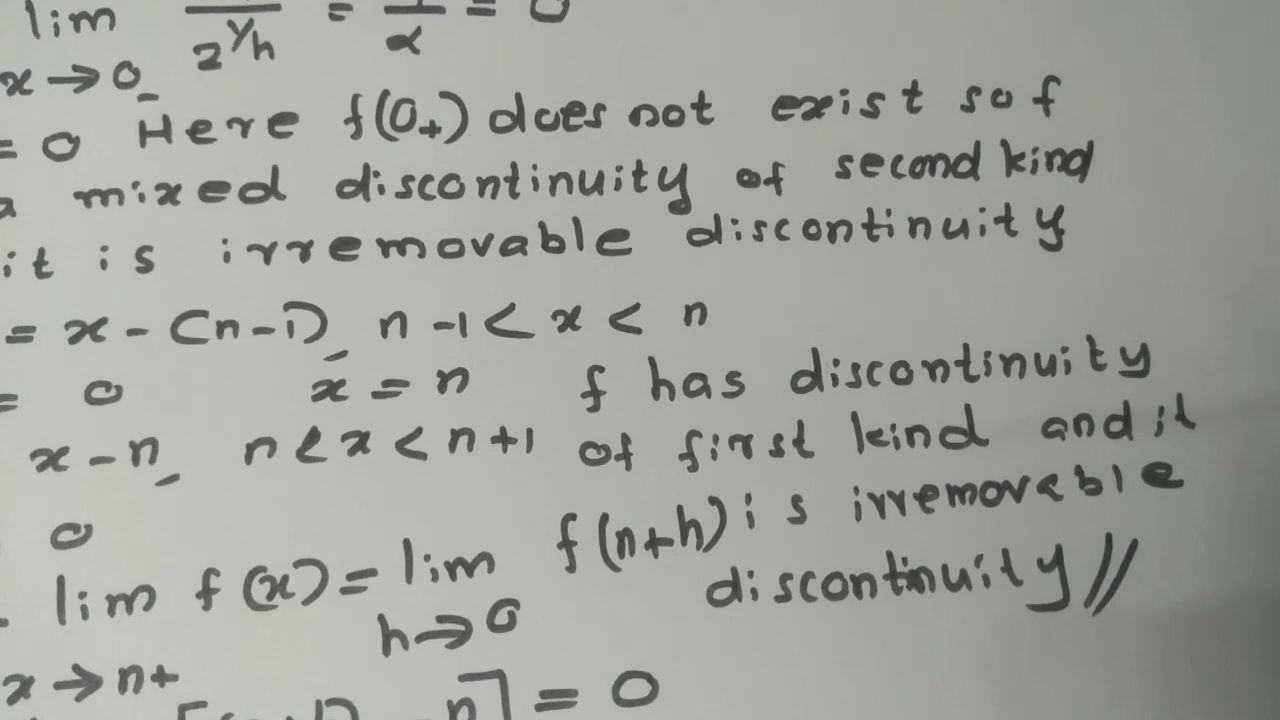 lim 1/2^1/h = 1/α = 0
x → 0-
= 0 Here f(0+) does not exist so f
a mixed discontinuity of second kind
it is irremovable discontinuity
= x - (n-1), n-1 < x < n
= 0 x = n f has discontinuity
x - n, n < x < n+1 of first kind and it
0 is irremovable
lim f(x) = lim f(n+h) discontinuity //
h → 0
x → n+
n] = 0